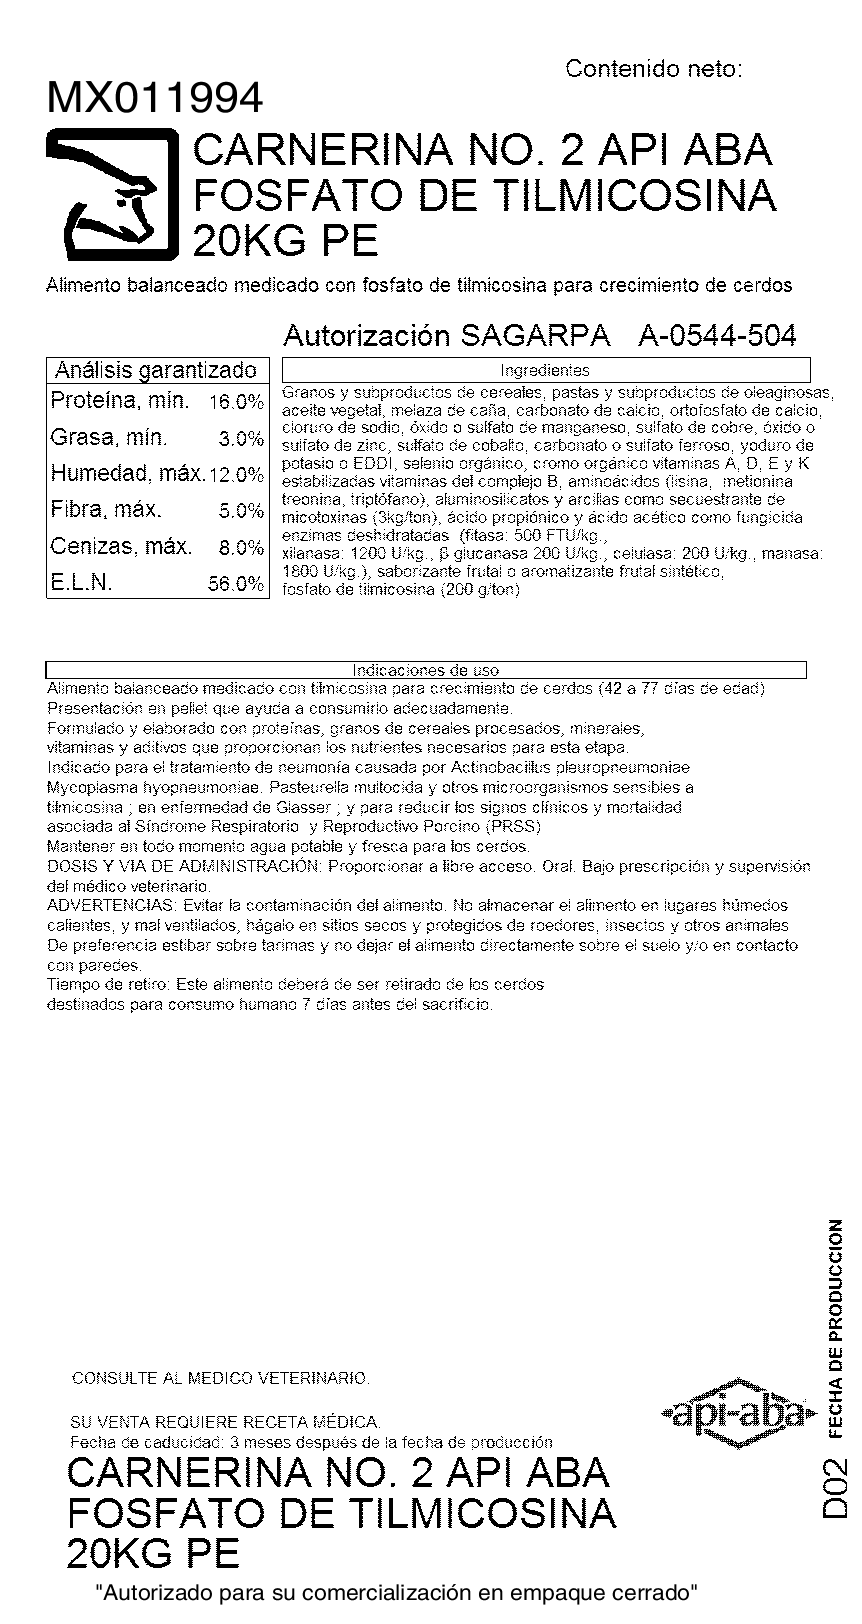 Contenido neto:
MX011994
CARNERINA NO. 2 API ABA
FOSFATO DE TILMICOSINA
20KG PE
Alimento balanceado medicado con fosfato de tilmicosina para crecimiento de cerdos
Autorización SAGARPA A-0544-504
Análisis garantizado
Proteína, mín. 16.0%
Grasa, mín. 3.0%
Humedad, máx. 12.0%
Fibra, máx. 5.0%
Cenizas, máx. 8.0%
E.L.N. 56.0%
Ingredientes
Granos y subproductos de cereales, pastas y subproductos de oleaginosas,
aceite vegetal, melaza de caña, carbonato de calcio, ortofosfato de calcio,
cloruro de sodio, óxido o sulfato de manganeso, sulfato de cobre, óxido o
sulfato de zinc, sulfato de cobalto, carbonato o sulfato ferroso, yoduro de
potasio o EDDI, selenio orgánico, cromo orgánico vitaminas A, D, E y K
estabilizadas vitaminas del complejo B, aminoácidos (lisina, metionina
treonina, triptófano), aluminosilicatos y arcillas como secuestrante de
micotoxinas (3kg/ton), ácido propiónico y ácido acético como fungicida
enzimas deshidratadas (fitasa: 500 FTU/kg.,
xilanasa: 1200 U/kg., β glucanasa 200 U/kg., celulasa: 200 U/kg., manasa:
1800 U/kg.), saborizante frutal o aromatizante frutal sintético,
fosfato de tilmicosina (200 g/ton)
Indicaciones de uso
Alimento balanceado medicado con tilmicosina para crecimiento de cerdos (42 a 77 días de edad)
Presentación en pellet que ayuda a consumirlo adecuadamente.
Formulado y elaborado con proteínas, granos de cereales procesados, minerales,
vitaminas y aditivos que proporcionan los nutrientes necesarios para esta etapa.
Indicado para el tratamiento de neumonía causada por Actinobacillus pleuropneumoniae
Mycoplasma hyopneumoniae. Pasteurella multocida y otros microorganismos sensibles a
tilmicosina ; en enfermedad de Glasser ; y para reducir los signos clínicos y mortalidad
asociada al Síndrome Respiratorio y Reproductivo Porcino (PRSS)
Mantener en todo momento agua potable y fresca para los cerdos.
DOSIS Y VIA DE ADMINISTRACIÓN: Proporcionar a libre acceso. Oral. Bajo prescripción y supervisión
del médico veterinario.
ADVERTENCIAS: Evitar la contaminación del alimento. No almacenar el alimento en lugares húmedos
calientes, y mal ventilados, hágalo en sitios secos y protegidos de roedores, insectos y otros animales
De preferencia estibar sobre tarimas y no dejar el alimento directamente sobre el suelo y/o en contacto
con paredes.
Tiempo de retiro: Este alimento deberá de ser retirado de los cerdos
destinados para consumo humano 7 días antes del sacrificio.
FECHA DE PRODUCCION
D02
CONSULTE AL MEDICO VETERINARIO.
api-aba
SU VENTA REQUIERE RECETA MÉDICA.
Fecha de caducidad: 3 meses después de la fecha de producción
CARNERINA NO. 2 API ABA
FOSFATO DE TILMICOSINA
20KG PE
"Autorizado para su comercialización en empaque cerrado"